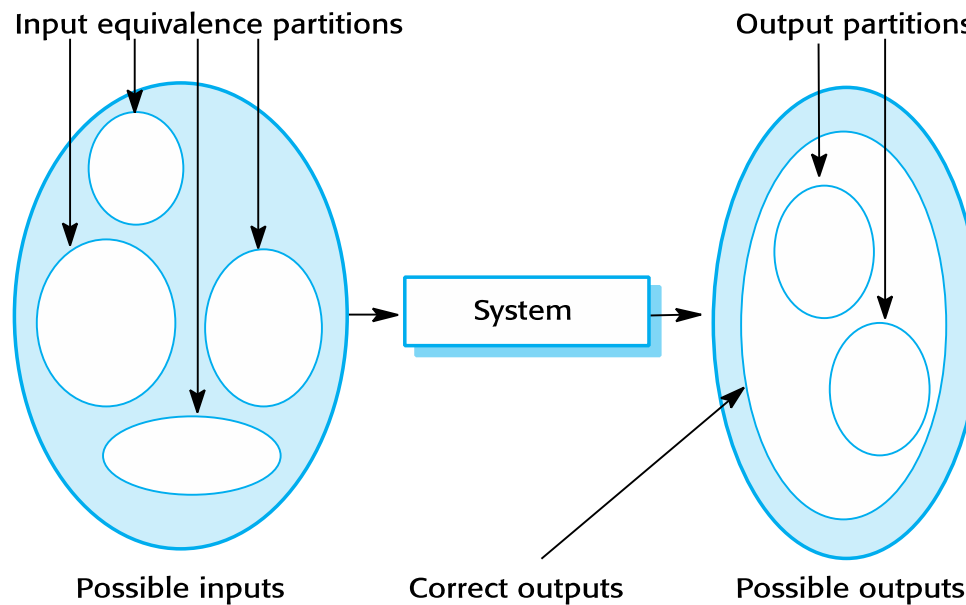 Input equivalence partitions
Output partitions
System
Possible inputs
Correct outputs
Possible outputs